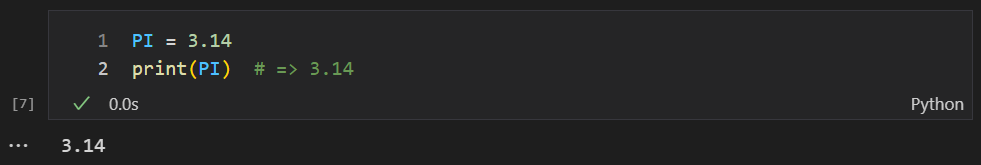 1 PI = 3.14
2 print(PI) # => 3.14
[7] 0.0s Python
3.14